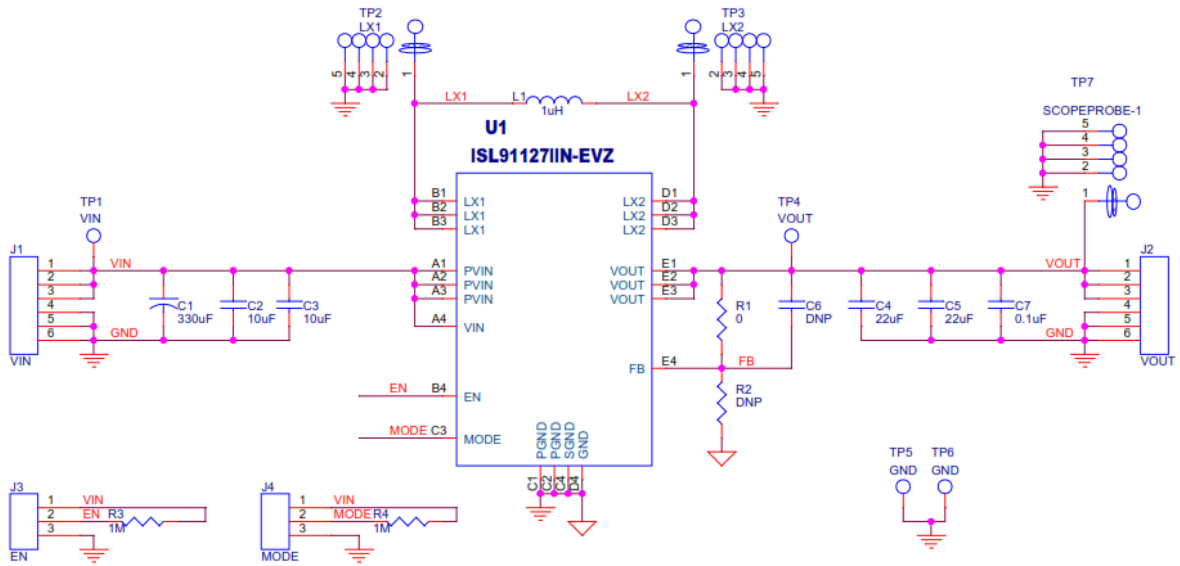 TP2
LX1
TP3
LX2
5
4
3
2
1
1
2
3
4
5
LX1
L1
1uH
LX2
TP7
SCOPEPROBE-1
5
4
3
2
1
U1
ISL91127IIN-EVZ
B1
B2
B3
LX1
LX1
LX1
D1
D2
D3
LX2
LX2
LX2
TP1
VIN
TP4
VOUT
J1
1
2
3
4
5
6
VIN
VIN
GND
C1
330uF
C2
10uF
C3
10uF
A1
A2
A3
A4
PVIN
PVIN
PVIN
VIN
VOUT
VOUT
VOUT
E1
E2
E3
R1
0
C6
DNP
C4
22uF
C5
22uF
C7
0.1uF
VOUT
GND
J2
1
2
3
4
5
6
VOUT
FB
E4
FB
R2
DNP
EN
B4
EN
MODE
C3
MODE
PGND
PGND
SGND
GND
C1
C2
C4
D4
TP5
GND
TP6
GND
J3
1
2
3
VIN
EN
R3
1M
EN
J4
1
2
3
VIN
MODE
R4
1M
MODE